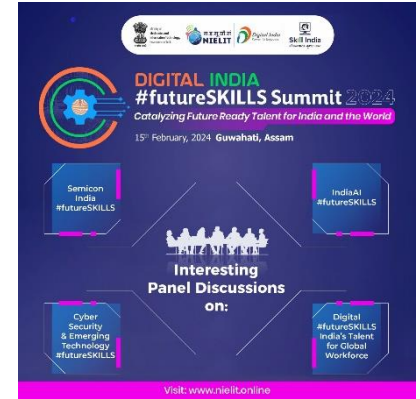 रा.इ.सू.प्रौ.सं
NIELIT
Digital India
Skill India
DIGITAL INDIA
#futureSKILLS Summit 2024
Catalyzing Future Ready Talent for India and the World
15th February, 2024 Guwahati, Assam
Semicon
India
#futureSKILLS
IndiaAI
#futureSKILLS
Interesting
Panel Discussions
on:
Cyber
Security
& Emerging
Technology
#futureSKILLS
Digital
#futureSKILLS
India's Talent
for Global
Workforce
Visit: www.nielit.online